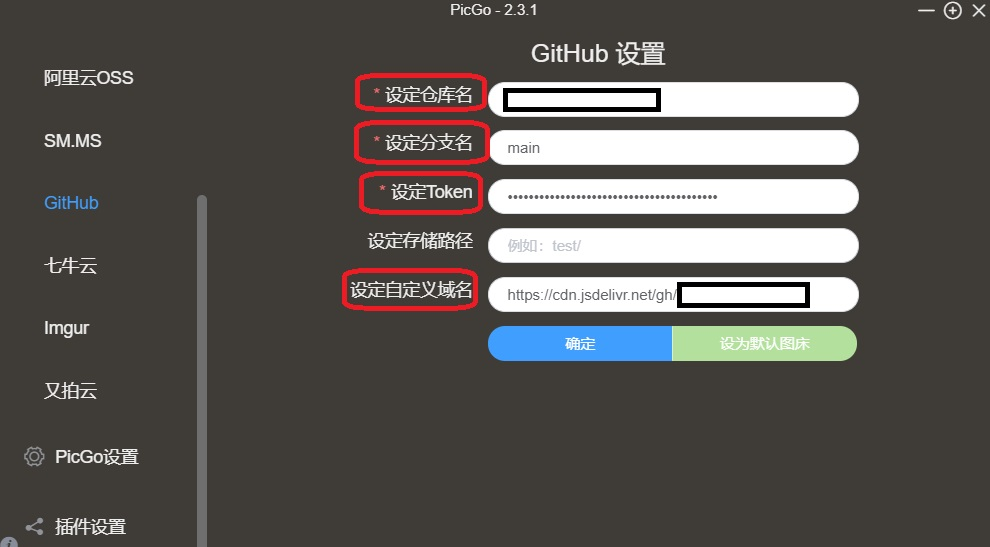 PicGo - 2.3.1
GitHub 设置
阿里云OSS
SM.MS
GitHub
七牛云
Imgur
又拍云
PicGo设置
插件设置
* 设定仓库名
* 设定分支名
main
* 设定Token
••••••••••••••••••••••••••••••••••••••••
设定存储路径
例如：test/
设定自定义域名
https://cdn.jsdelivr.net/gh/
确定
设为默认图床